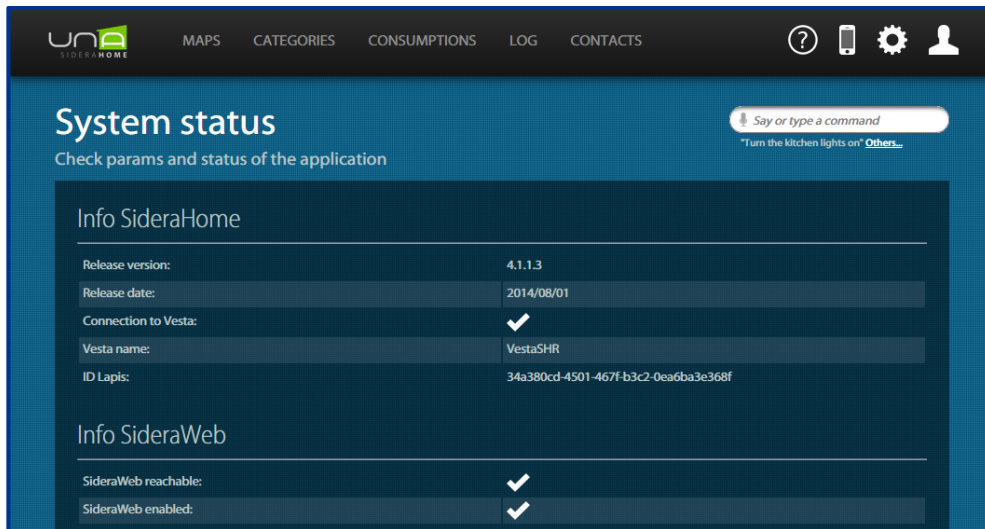 UNA
SIDERAHOME
MAPS CATEGORIES CONSUMPTIONS LOG CONTACTS
?
System status
Say or type a command
"Turn the kitchen lights on" Others...
Check params and status of the application
Info SideraHome
Release version: 4.1.1.3
Release date: 2014/08/01
Connection to Vesta:
Vesta name: VestaSHR
ID Lapis: 34a380cd-4501-467f-b3c2-0ea6ba3e368f
Info SideraWeb
SideraWeb reachable:
SideraWeb enabled: